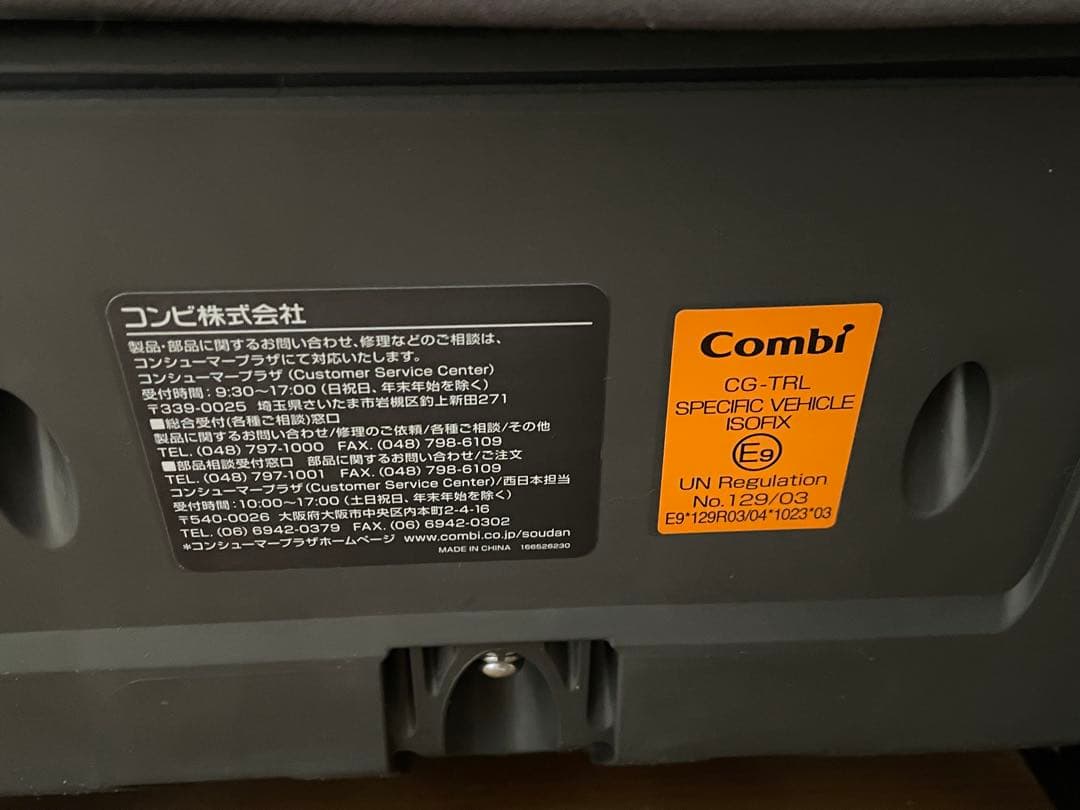 コンビ株式会社
製品・部品に関するお問い合わせ、修理などのご相談は、
コンシューマープラザにて対応いたします。
コンシューマープラザ (Customer Service Center)
受付時間：9:30～17:00 (日祝日、年末年始を除く)
〒339-0025 埼玉県さいたま市岩槻区釣上新田271
■総合受付(各種ご相談)窓口
製品に関するお問い合わせ/修理のご依頼/各種ご相談/その他
TEL. (048) 797-1000 FAX. (048) 798-6109
■部品相談受付窓口 部品に関するお問い合わせ/ご注文
TEL. (048) 797-1001 FAX. (048) 798-6109
コンシューマープラザ (Customer Service Center)/西日本担当
受付時間：10:00～17:00 (土日祝日、年末年始を除く)
〒540-0026 大阪府大阪市中央区内本町2-4-16
TEL. (06) 6942-0379 FAX. (06) 6942-0302
*コンシューマープラザホームページ www.combi.co.jp/soudan
MADE IN CHINA 166526230
Combi
CG-TRL
SPECIFIC VEHICLE
ISOFIX
E9
UN Regulation
No.129/03
E9*129R03/04*1023*03